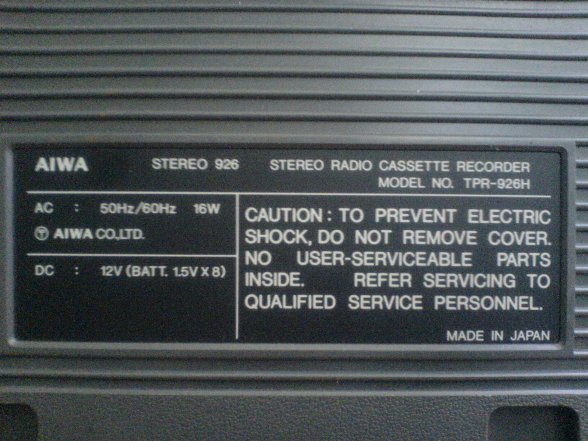 AIWA STEREO 926 STEREO RADIO CASSETTE RECORDER
MODEL NO. TPR-926H
AC : 50Hz/60Hz 16W
Ⓣ AIWA CO.,LTD.
DC : 12V (BATT. 1.5V X 8)
CAUTION : TO PREVENT ELECTRIC
SHOCK, DO NOT REMOVE COVER.
NO USER-SERVICEABLE PARTS
INSIDE. REFER SERVICING TO
QUALIFIED SERVICE PERSONNEL.
MADE IN JAPAN